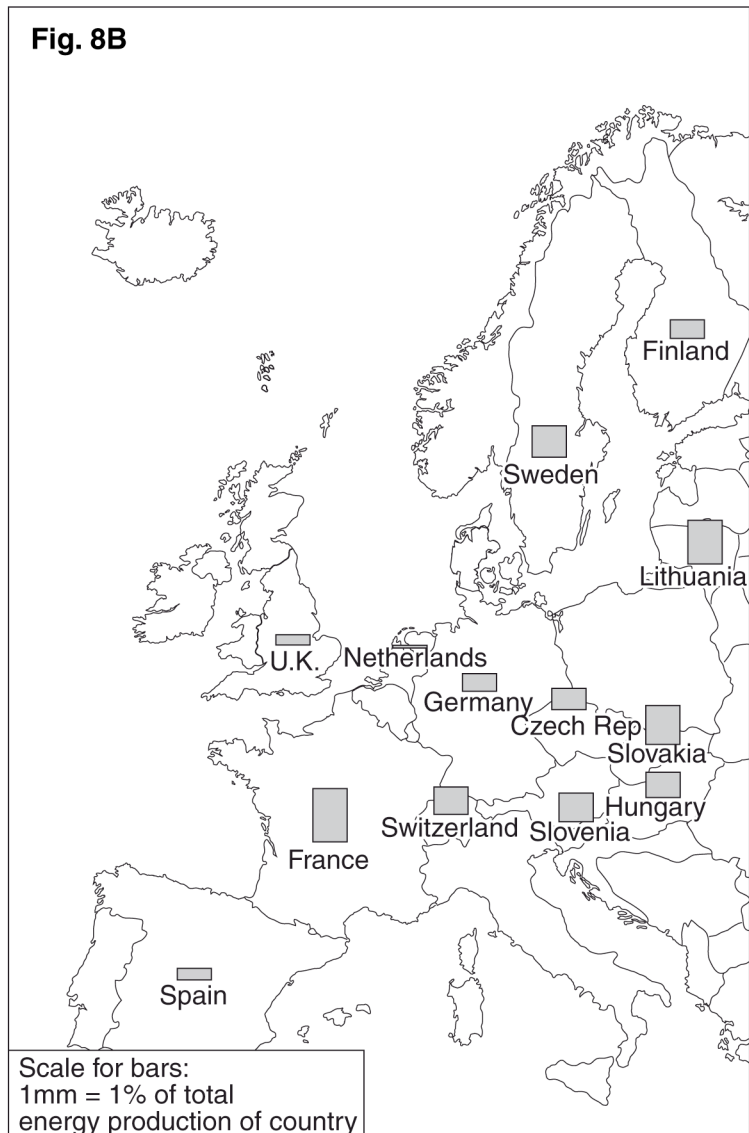 Fig. 8B
Finland
Sweden
Lithuania
U.K.
Netherlands
Germany
Czech Rep
Slovakia
Hungary
Switzerland
Slovenia
France
Spain
Scale for bars:
1mm = 1% of total
energy production of country